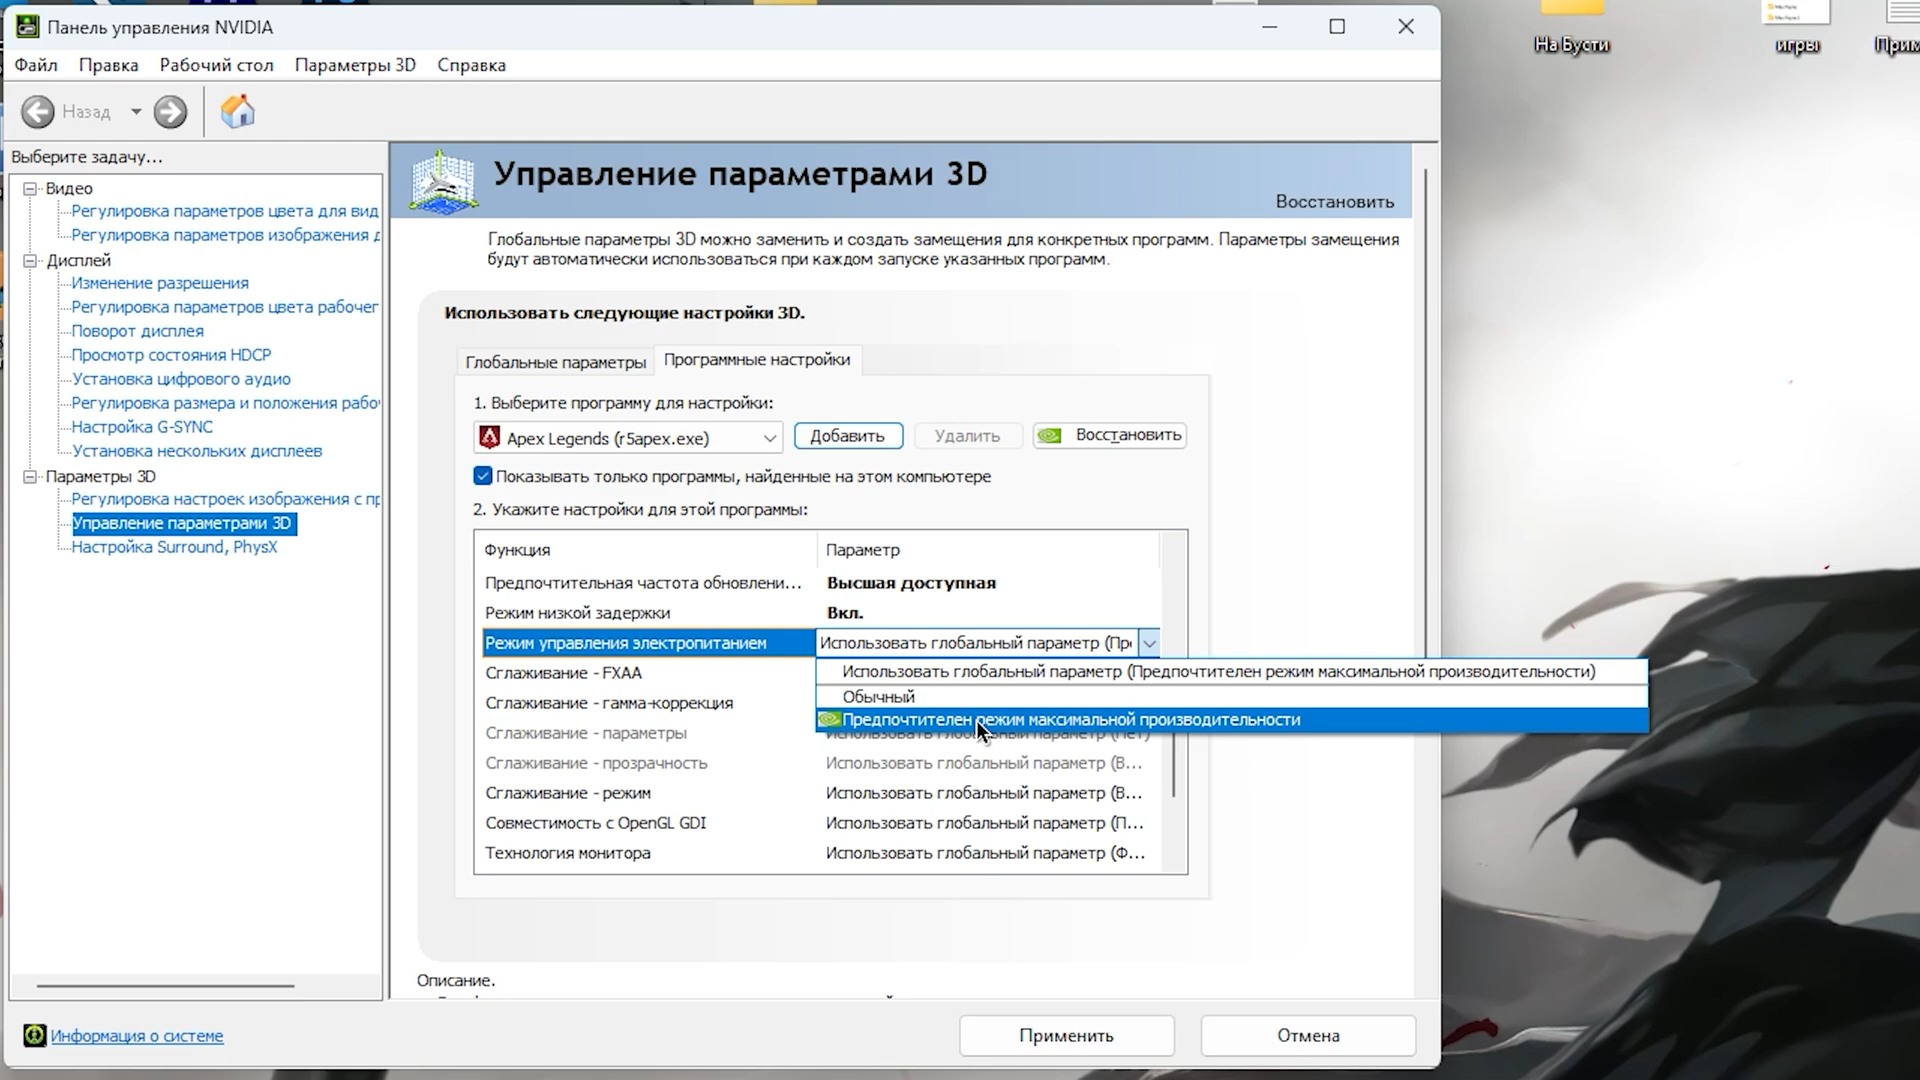 Панель управления NVIDIA
Файл Правка Рабочий стол Параметры 3D Справка
Назад
Выберите задачу...
Видео
Регулировка параметров цвета для вид
Регулировка параметров изображения д
Дисплей
Изменение разрешения
Регулировка параметров цвета рабочег
Поворот дисплея
Просмотр состояния HDCP
Установка цифрового аудио
Регулировка размера и положения рабо
Настройка G-SYNC
Установка нескольких дисплеев
Параметры 3D
Регулировка настроек изображения с пр
Управление параметрами 3D
Настройка Surround, PhysX
Информация о системе
Управление параметрами 3D
Восстановить
Глобальные параметры 3D можно заменить и создать замещения для конкретных программ. Параметры замещения
будут автоматически использоваться при каждом запуске указанных программ.
Использовать следующие настройки 3D.
Глобальные параметры Программные настройки
1. Выберите программу для настройки:
Apex Legends (r5apex.exe) Добавить Удалить Восстановить
Показывать только программы, найденные на этом компьютере
2. Укажите настройки для этой программы:
Функция Параметр
Предпочтительная частота обновлени... Высшая доступная
Режим низкой задержки Вкл.
Режим управления электропитанием Использовать глобальный параметр (Пре
Использовать глобальный параметр (Предпочтителен режим максимальной производительности)
Обычный
Предпочтителен режим максимальной производительности
Сглаживание - FXAA
Сглаживание - гамма-коррекция
Сглаживание - параметры Использовать глобальный параметр (Нет)
Сглаживание - прозрачность Использовать глобальный параметр (В...
Сглаживание - режим Использовать глобальный параметр (В...
Совместимость с OpenGL GDI Использовать глобальный параметр (П...
Технология монитора Использовать глобальный параметр (Ф...
Описание.
Применить Отмена
На Бусти
игры
Прим